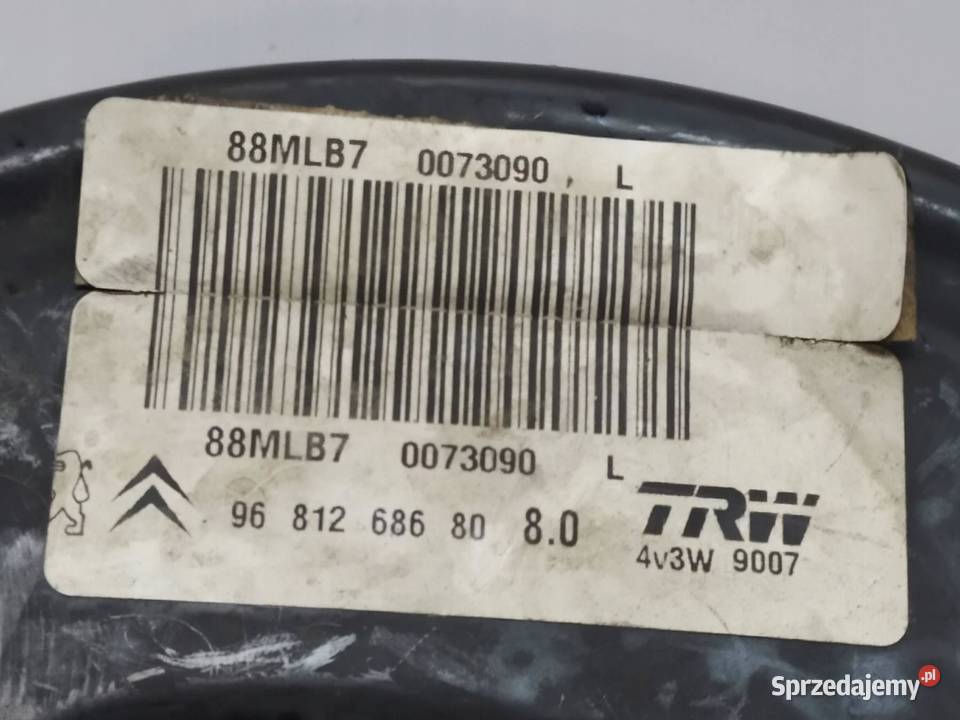 88MLB7 0073090 L
88MLB7 0073090 L
96 812 686 80 8.0
TRW
4v3W 9007
Sprzedajemy.pl